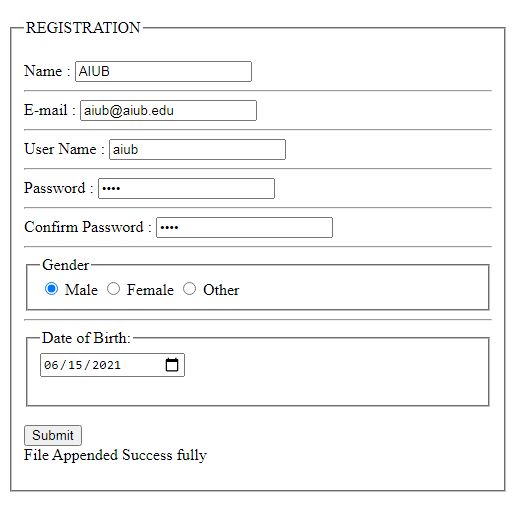 REGISTRATION
Name : AIUB
E-mail : aiub@aiub.edu
User Name : aiub
Password : ••••
Confirm Password : ••••
Gender
Male Female Other
Date of Birth:
06/15/2021
Submit
File Appended Success fully